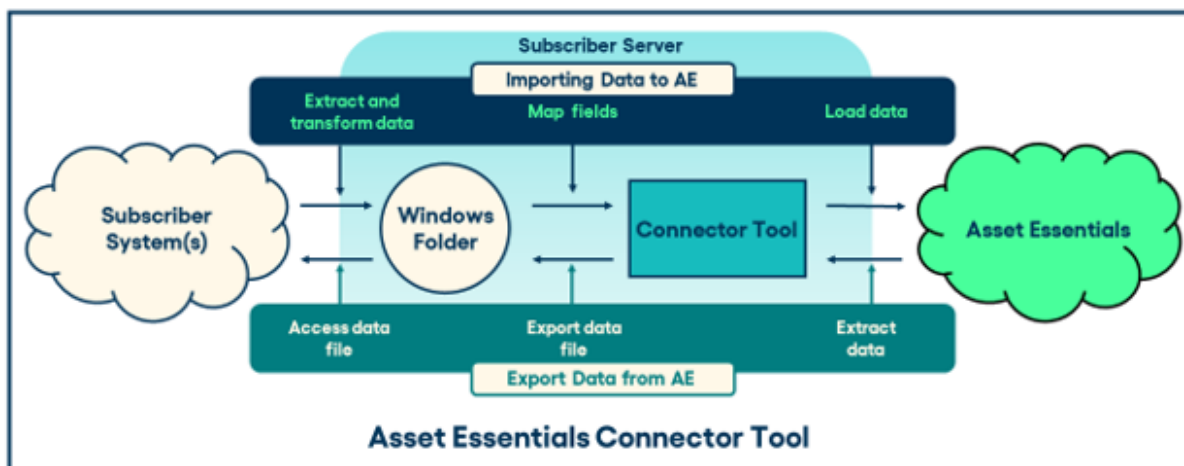 Subscriber Server
Importing Data to AE
Extract and
transform data
Map fields
Load data
Subscriber
System(s)
Windows
Folder
Connector Tool
Asset Essentials
Access data
file
Export data
file
Extract
data
Export Data from AE
Asset Essentials Connector Tool